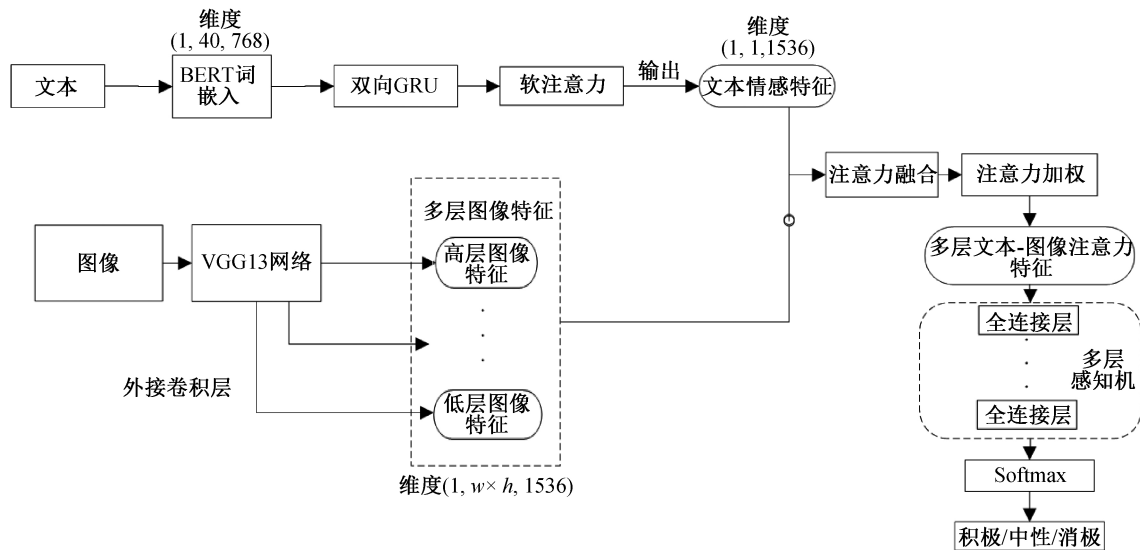 维度
(1, 40, 768)
文本
BERT词
嵌入
双向GRU
软注意力
输出
维度
(1, 1,1536)
文本情感特征
注意力融合
注意力加权
多层文本-图像注意力
特征
图像
VGG13网络
外接卷积层
多层图像特征
高层图像
特征
低层图像
特征
维度(1, w× h, 1536)
全连接层
多层
感知机
全连接层
Softmax
积极/中性/消极